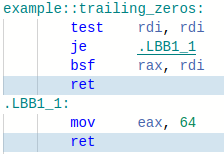 example::trailing_zeros:
test rdi, rdi
je .LBB1_1
bsf rax, rdi
ret
.LBB1_1:
mov eax, 64
ret